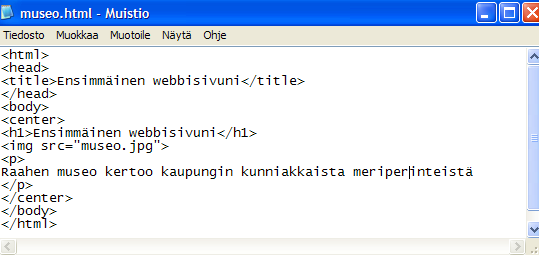 museo.html - Muistio
Tiedosto Muokkaa Muotoile Näytä Ohje
<html>
<head>
<title>Ensimmäinen webbisivuni</title>
</head>
<body>
<center>
<h1>Ensimmäinen webbisivuni</h1>
<img src="museo.jpg">
<p>
Raahen museo kertoo kaupungin kunniakkaista meriperinteistä
</p>
</center>
</body>
</html>